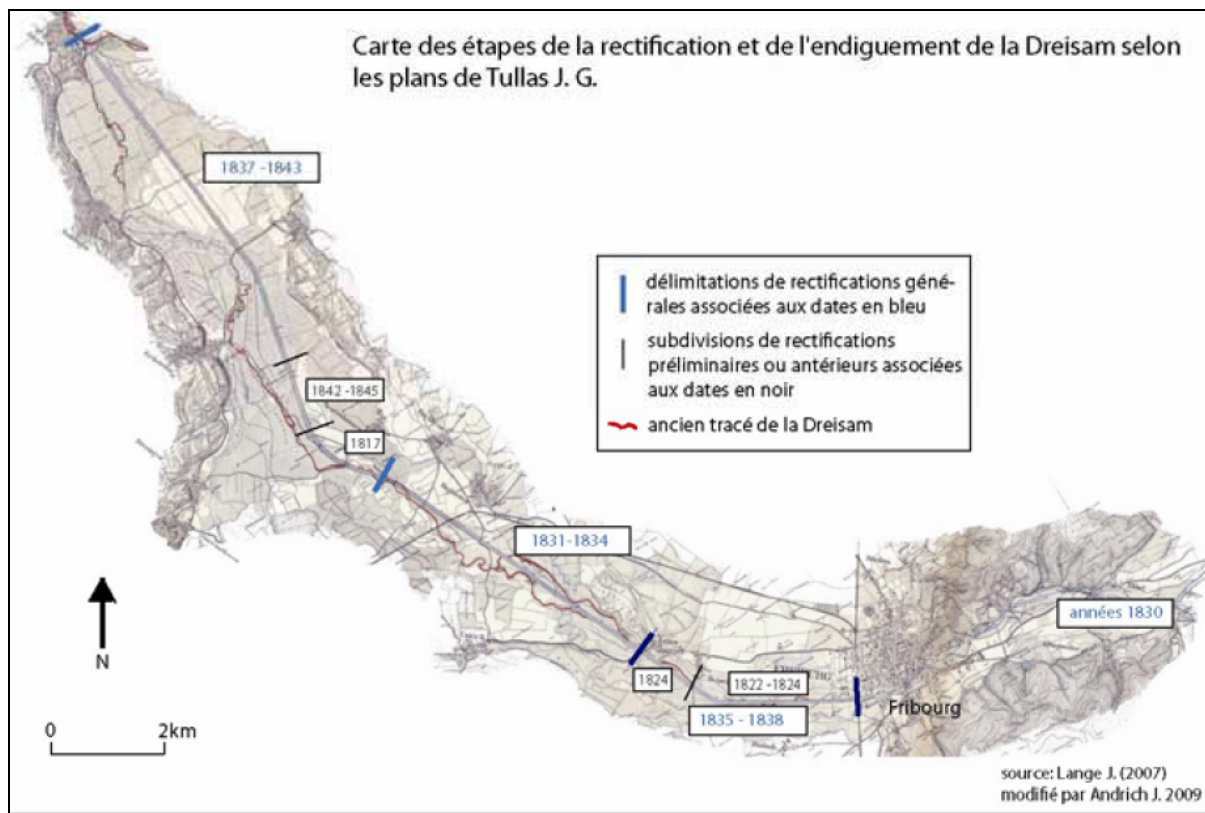 Carte des étapes de la rectification et de l'endiguement de la Dreisam selon
les plans de Tullas J. G.
1837 -1843
délimitations de rectifications géné-
rales associées aux dates en bleu
subdivisions de rectifications
préliminaires ou antérieurs associées
aux dates en noir
ancien tracé de la Dreisam
1842 -1845
1817
1831-1834
années 1830
N
1824
1822 -1824
1835 - 1838
Fribourg
0 2km
source: Lange J. (2007)
modifié par Andrich J. 2009